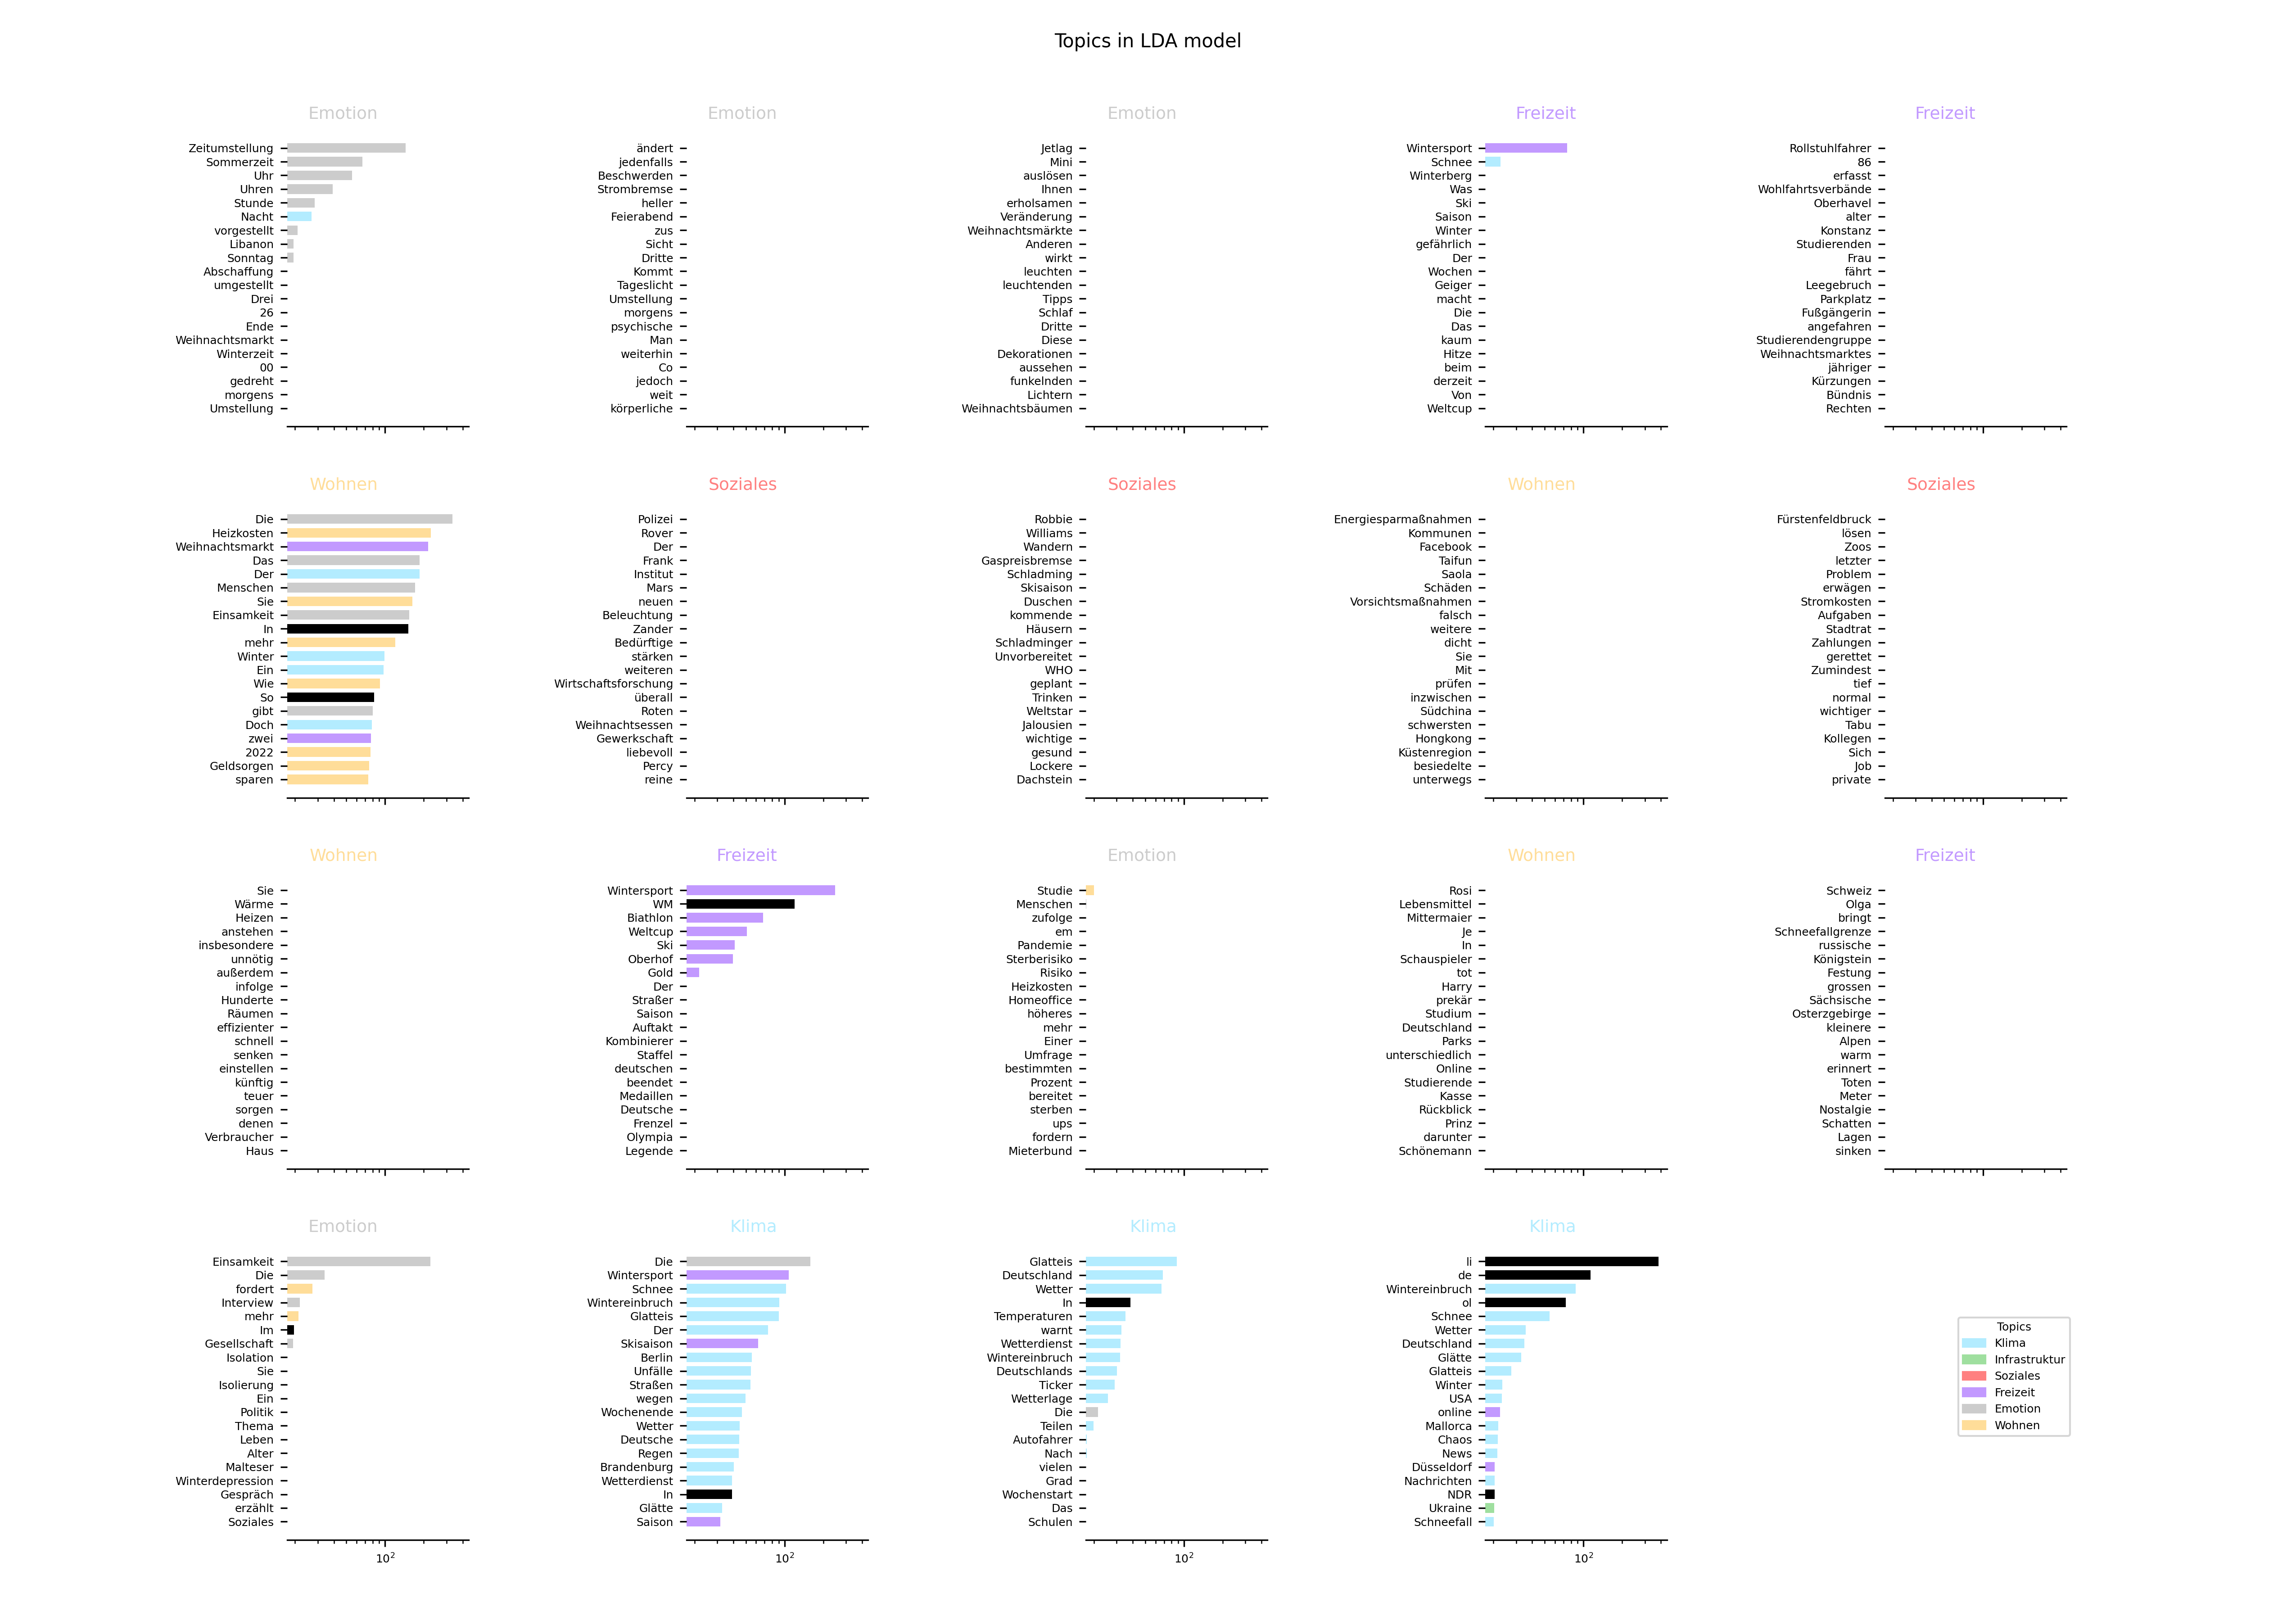 Topics in LDA model
Emotion
Zeitumstellung
Sommerzeit
Uhr
Uhren
Stunde
Nacht
vorgestellt
Libanon
Sonntag
Abschaffung
umgestellt
Drei
26
Ende
Weihnachtsmarkt
Winterzeit
00
gedreht
morgens
Umstellung
Emotion
ändert
jedenfalls
Beschwerden
Strombremse
heller
Feierabend
zus
Sicht
Dritte
Kommt
Tageslicht
Umstellung
morgens
psychische
Man
weiterhin
Co
jedoch
weit
körperliche
Emotion
Jetlag
Mini
auslösen
Ihnen
erholsamen
Veränderung
Weihnachtsmärkte
Anderen
wirkt
leuchten
leuchtenden
Tipps
Schlaf
Dritte
Diese
Dekorationen
aussehen
funkelnden
Lichtern
Weihnachtsbäumen
Freizeit
Wintersport
Schnee
Winterberg
Was
Ski
Saison
Winter
gefährlich
Der
Wochen
Geiger
macht
Die
Das
kaum
Hitze
beim
derzeit
Von
Weltcup
Freizeit
Rollstuhlfahrer
86
erfasst
Wohlfahrtsverbände
Oberhavel
alter
Konstanz
Studierenden
Frau
fährt
Leegebruch
Parkplatz
Fußgängerin
angefahren
Studierendengruppe
Weihnachtsmarktes
jähriger
Kürzungen
Bündnis
Rechten
Wohnen
Die
Heizkosten
Weihnachtsmarkt
Das
Der
Menschen
Sie
Einsamkeit
In
mehr
Winter
Ein
Wie
So
gibt
Doch
zwei
2022
Geldsorgen
sparen
Soziales
Polizei
Rover
Der
Frank
Institut
Mars
neuen
Beleuchtung
Zander
Bedürftige
stärken
weiteren
Wirtschaftsforschung
überall
Roten
Weihnachtsessen
Gewerkschaft
liebevoll
Percy
reine
Soziales
Robbie
Williams
Wandern
Gaspreisbremse
Schladming
Skisaison
Duschen
kommende
Häusern
Schladminger
Unvorbereitet
WHO
geplant
Trinken
Weltstar
Jalousien
wichtige
gesund
Lockere
Dachstein
Wohnen
Energiesparmaßnahmen
Kommunen
Facebook
Taifun
Saola
Schäden
Vorsichtsmaßnahmen
falsch
weitere
dicht
Sie
Mit
prüfen
inzwischen
Südchina
schwersten
Hongkong
Küstenregion
besiedelte
unterwegs
Soziales
Fürstenfeldbruck
lösen
Zoos
letzter
Problem
erwägen
Stromkosten
Aufgaben
Stadtrat
Zahlungen
gerettet
Zumindest
tief
normal
wichtiger
Tabu
Kollegen
Sich
Job
private
Wohnen
Sie
Wärme
Heizen
anstehen
insbesondere
unnötig
außerdem
infolge
Hunderte
Räumen
effizienter
schnell
senken
einstellen
künftig
teuer
sorgen
denen
Verbraucher
Haus
Freizeit
Wintersport
WM
Biathlon
Weltcup
Ski
Oberhof
Gold
Der
Straßer
Saison
Auftakt
Kombinierer
Staffel
deutschen
beendet
Medaillen
Deutsche
Frenzel
Olympia
Legende
Emotion
Studie
Menschen
zufolge
em
Pandemie
Sterberisiko
Risiko
Heizkosten
Homeoffice
höheres
mehr
Einer
Umfrage
bestimmten
Prozent
bereitet
sterben
ups
fordern
Mieterbund
Wohnen
Rosi
Lebensmittel
Mittermaier
Je
In
Schauspieler
tot
Harry
prekär
Studium
Deutschland
Parks
unterschiedlich
Online
Studierende
Kasse
Rückblick
Prinz
darunter
Schönemann
Freizeit
Schweiz
Olga
bringt
Schneefallgrenze
russische
Königstein
Festung
grossen
Sächsische
Osterzgebirge
kleinere
Alpen
warm
erinnert
Toten
Meter
Nostalgie
Schatten
Lagen
sinken
Emotion
Einsamkeit
Die
fordert
Interview
mehr
Im
Gesellschaft
Isolation
Sie
Isolierung
Ein
Politik
Thema
Leben
Alter
Malteser
Winterdepression
Gespräch
erzählt
Soziales
10²
Klima
Die
Wintersport
Schnee
Wintereinbruch
Glatteis
Der
Skisaison
Berlin
Unfälle
Straßen
wegen
Wochenende
Wetter
Deutsche
Regen
Brandenburg
Wetterdienst
In
Glätte
Saison
10²
Klima
Glatteis
Deutschland
Wetter
In
Temperaturen
warnt
Wetterdienst
Wintereinbruch
Deutschlands
Ticker
Wetterlage
Die
Teilen
Autofahrer
Nach
vielen
Grad
Wochenstart
Das
Schulen
10²
Klima
li
de
Wintereinbruch
ol
Schnee
Wetter
Deutschland
Glätte
Glatteis
Winter
USA
online
Mallorca
Chaos
News
Düsseldorf
Nachrichten
NDR
Ukraine
Schneefall
10²
Topics
Klima
Infrastruktur
Soziales
Freizeit
Emotion
Wohnen